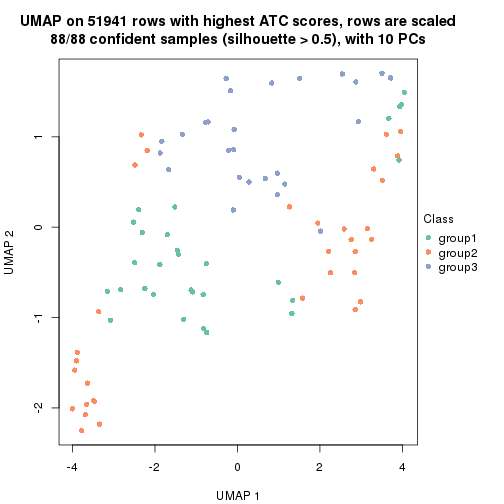 UMAP on 51941 rows with highest ATC scores, rows are scaled
88/88 confident samples (silhouette > 0.5), with 10 PCs
UMAP 2
1
0
-1
-2
-4
-2
0
2
4
UMAP 1
Class
group1
group2
group3